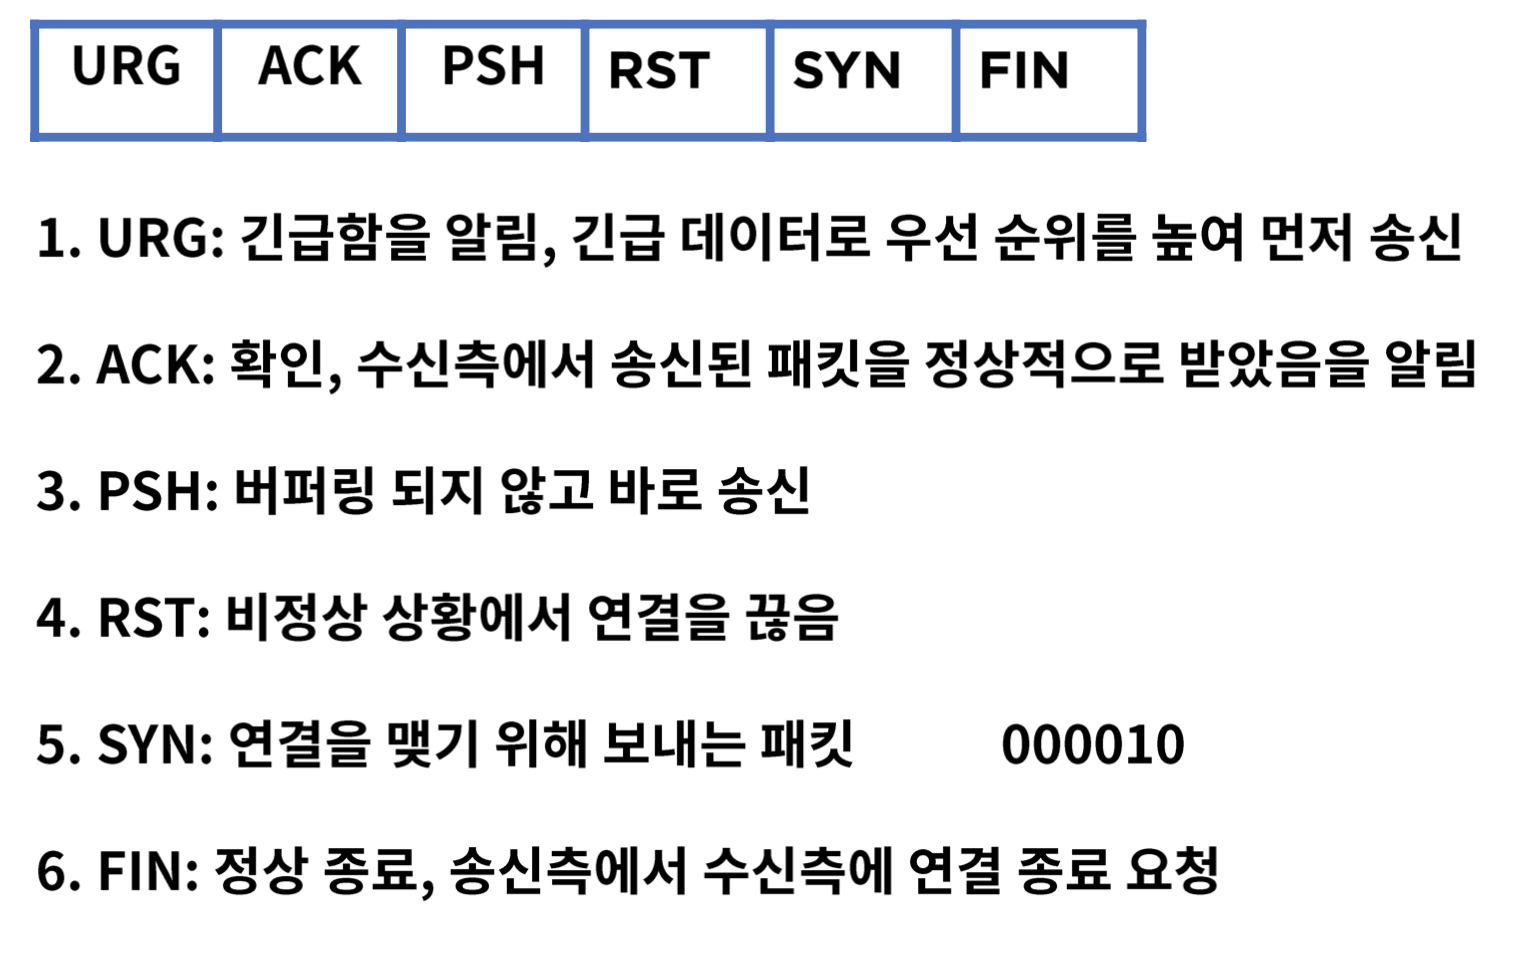 URG ACK PSH RST SYN FIN
1. URG: 긴급함을 알림, 긴급 데이터로 우선 순위를 높여 먼저 송신
2. ACK: 확인, 수신측에서 송신된 패킷을 정상적으로 받았음을 알림
3. PSH: 버퍼링 되지 않고 바로 송신
4. RST: 비정상 상황에서 연결을 끊음
5. SYN: 연결을 맺기 위해 보내는 패킷 000010
6. FIN: 정상 종료, 송신측에서 수신측에 연결 종료 요청